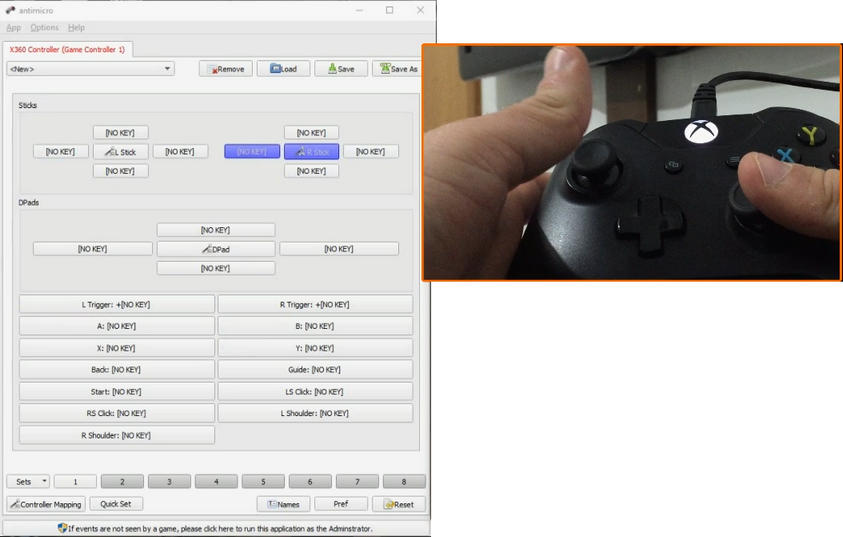 antimicro
App Options Help
X360 Controller (Game Controller 1)
<New> Remove Load Save Save As
Sticks
[NO KEY] [NO KEY]
[NO KEY] L Stick [NO KEY] [NO KEY] R Stick [NO KEY]
[NO KEY] [NO KEY]
DPads
[NO KEY]
[NO KEY] DPad [NO KEY]
[NO KEY]
L Trigger: +[NO KEY] R Trigger: +[NO KEY]
A: [NO KEY] B: [NO KEY]
X: [NO KEY] Y: [NO KEY]
Back: [NO KEY] Guide: [NO KEY]
Start: [NO KEY] LS Click: [NO KEY]
RS Click: [NO KEY] L Shoulder: [NO KEY]
R Shoulder: [NO KEY]
Sets 1 2 3 4 5 6 7 8
Controller Mapping Quick Set Names Pref Reset
If events are not seen by a game, please click here to run this application as the Adminstrator.
Y
X